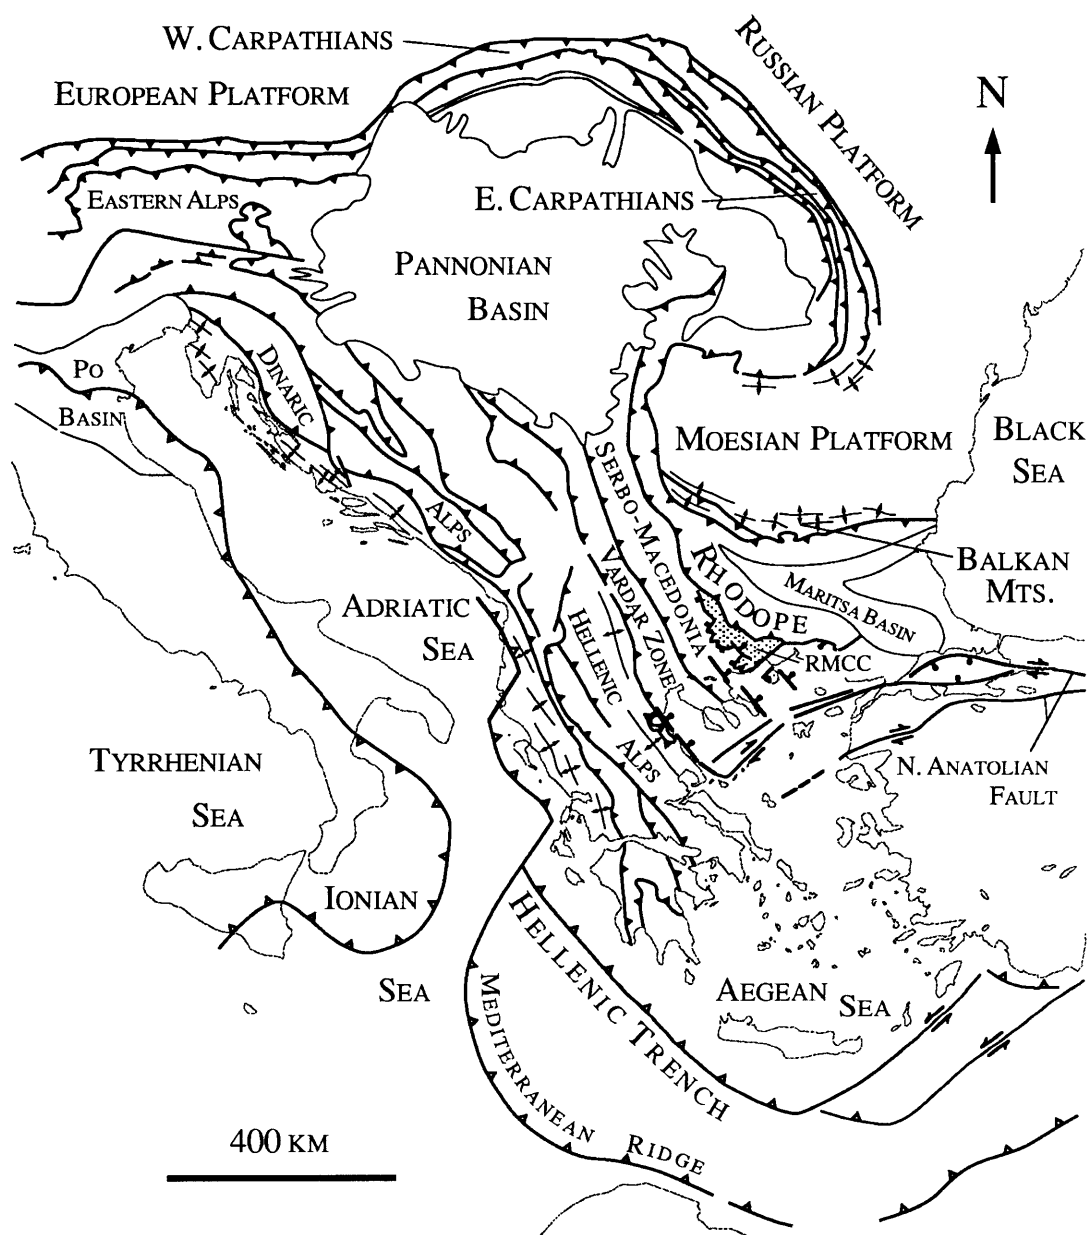 W. CARPATHIANS
EUROPEAN PLATFORM
RUSSIAN PLATFORM
N
EASTERN ALPS
E. CARPATHIANS
PANNONIAN
BASIN
PO
BASIN
DINARIC
ALPS
MOESIAN PLATFORM
BLACK
SEA
SERBO-MACEDONIA
VARDAR ZONE
RHODOPE
MARITSA BASIN
BALKAN
MTS.
RMCC
ADRIATIC
SEA
HELLENIC
ALPS
TYRRHENIAN
SEA
N. ANATOLIAN
FAULT
IONIAN
SEA
HELLENIC TRENCH
AEGEAN SEA
MEDITERRANEAN RIDGE
400 KM